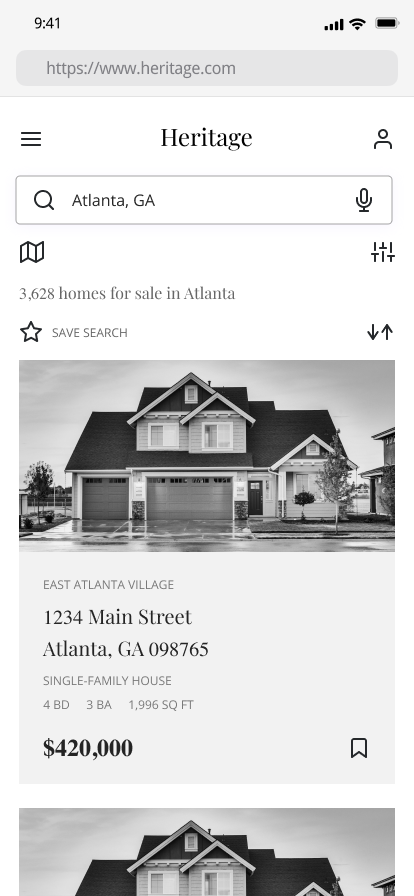 9:41
https://www.heritage.com
Heritage
Atlanta, GA
3,628 homes for sale in Atlanta
SAVE SEARCH
EAST ATLANTA VILLAGE
1234 Main Street
Atlanta, GA 098765
SINGLE-FAMILY HOUSE
4 BD 3 BA 1,996 SQ FT
$420,000